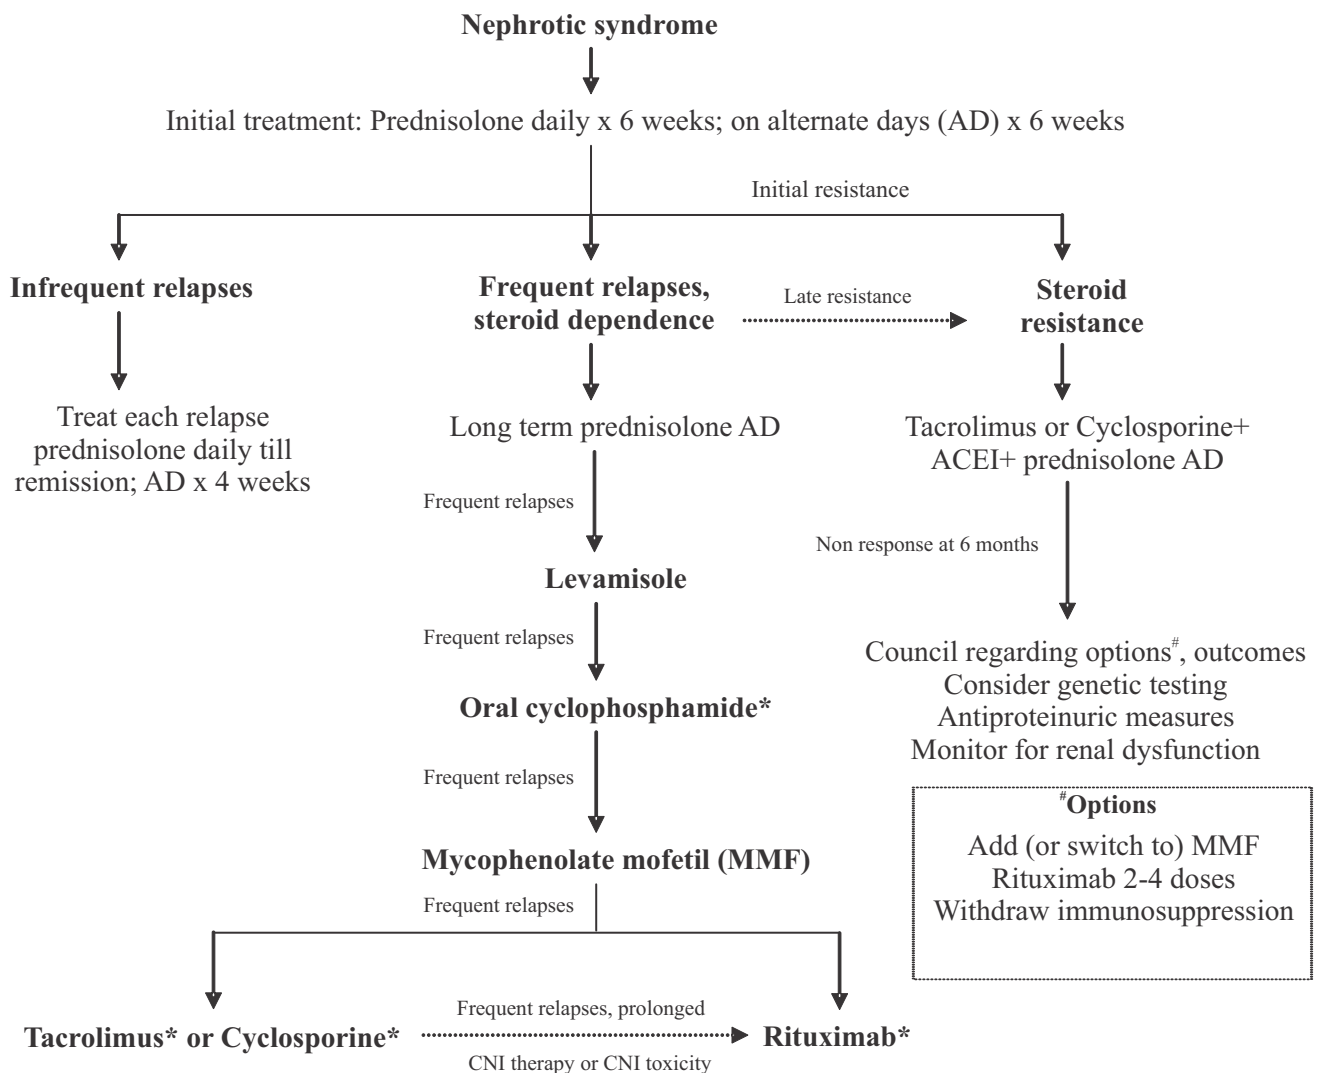 Nephrotic syndrome
Initial treatment: Prednisolone daily x 6 weeks; on alternate days (AD) x 6 weeks
Initial resistance
Infrequent relapses
Frequent relapses,
steroid dependence
Late resistance
Steroid
resistance
Treat each relapse
prednisolone daily till
remission; AD x 4 weeks
Long term prednisolone AD
Tacrolimus or Cyclosporine+
ACEI+ prednisolone AD
Frequent relapses
Non response at 6 months
Levamisole
Frequent relapses
Council regarding options#, outcomes
Consider genetic testing
Antiproteinuric measures
Monitor for renal dysfunction
Oral cyclophosphamide*
Frequent relapses
#Options
Add (or switch to) MMF
Rituximab 2-4 doses
Withdraw immunosuppression
Mycophenolate mofetil (MMF)
Frequent relapses
Tacrolimus* or Cyclosporine*
Frequent relapses, prolonged
CNI therapy or CNI toxicity
Rituximab*